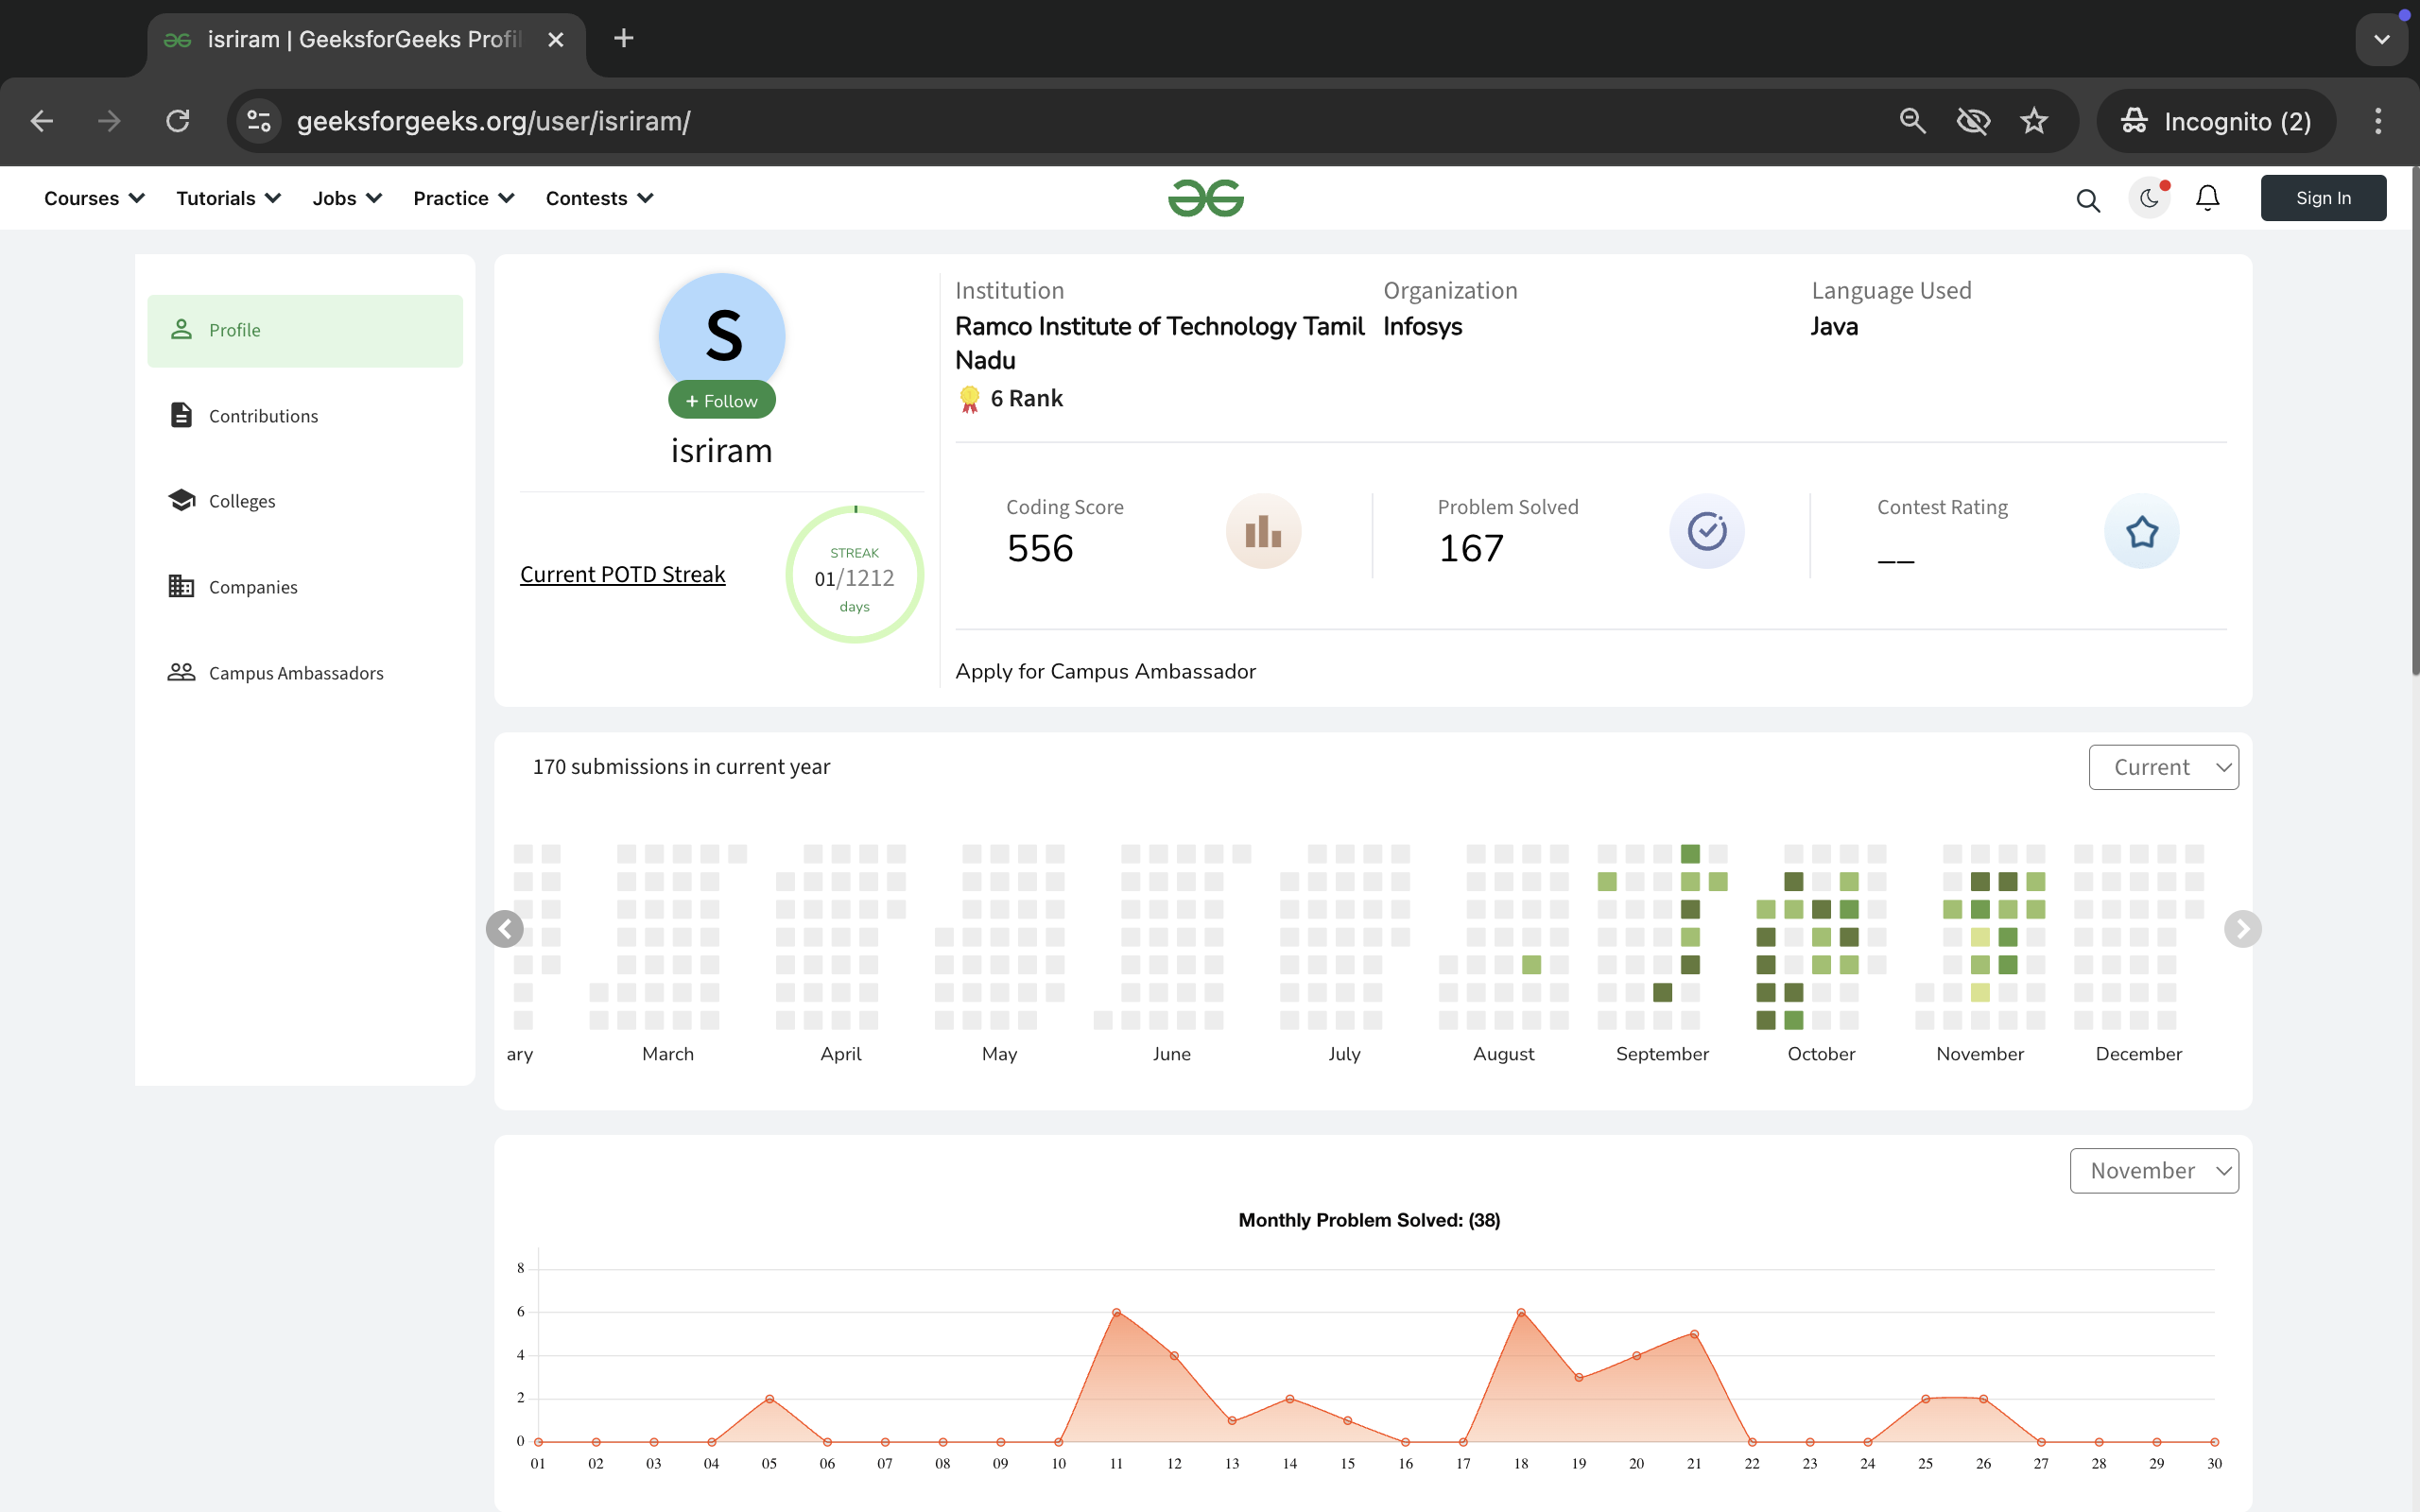 isriram | GeeksforGeeks Profil
geeksforgeeks.org/user/isriram/
Incognito (2)
Courses
Tutorials
Jobs
Practice
Contests
Sign In
Profile
Contributions
Colleges
Companies
Campus Ambassadors
S
+ Follow
isriram
Current POTD Streak
STREAK
01/1212
days
Institution
Ramco Institute of Technology Tamil
Nadu
6 Rank
Organization
Infosys
Language Used
Java
Coding Score
556
Problem Solved
167
Contest Rating
__
Apply for Campus Ambassador
170 submissions in current year
Current
ary March April May June July August September October November December
November
Monthly Problem Solved: (38)
8
6
4
2
0
01 02 03 04 05 06 07 08 09 10 11 12 13 14 15 16 17 18 19 20 21 22 23 24 25 26 27 28 29 30